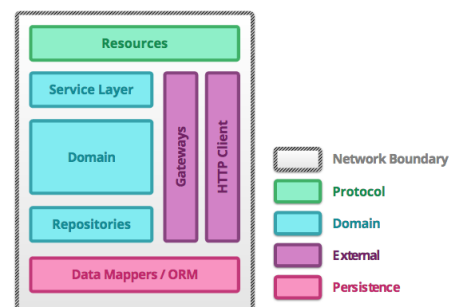 Resources
Service Layer
Domain
Repositories
Gateways
HTTP Client
Data Mappers / ORM
Network Boundary
Protocol
Domain
External
Persistence